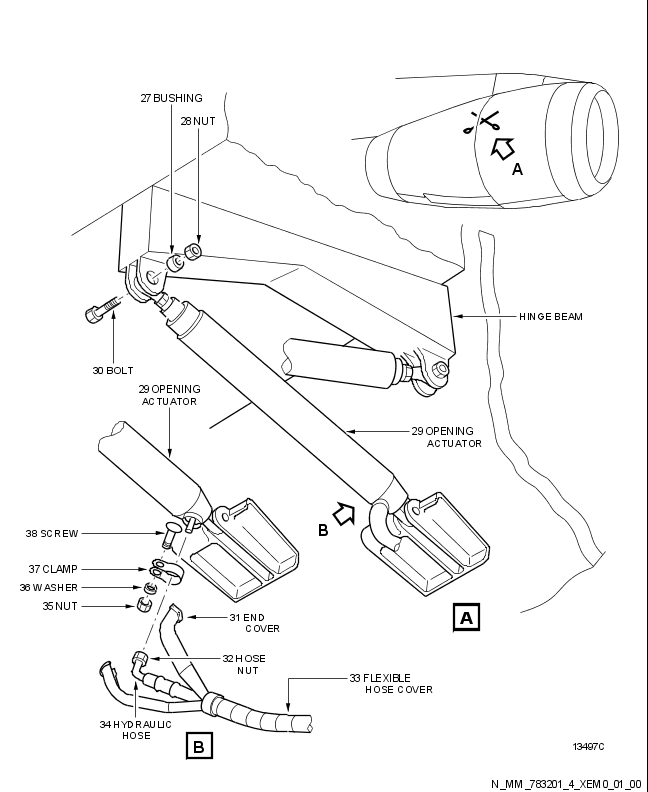 27 BUSHING
28 NUT
A
HINGE BEAM
30 BOLT
29 OPENING
ACTUATOR
29 OPENING
ACTUATOR
B
38 SCREW
37 CLAMP
36 WASHER
35 NUT
31 END
COVER
A
32 HOSE
NUT
33 FLEXIBLE
HOSE COVER
34 HYDRAULIC
HOSE
B
13497C
N_MM_783201_4_XEM0_01_00